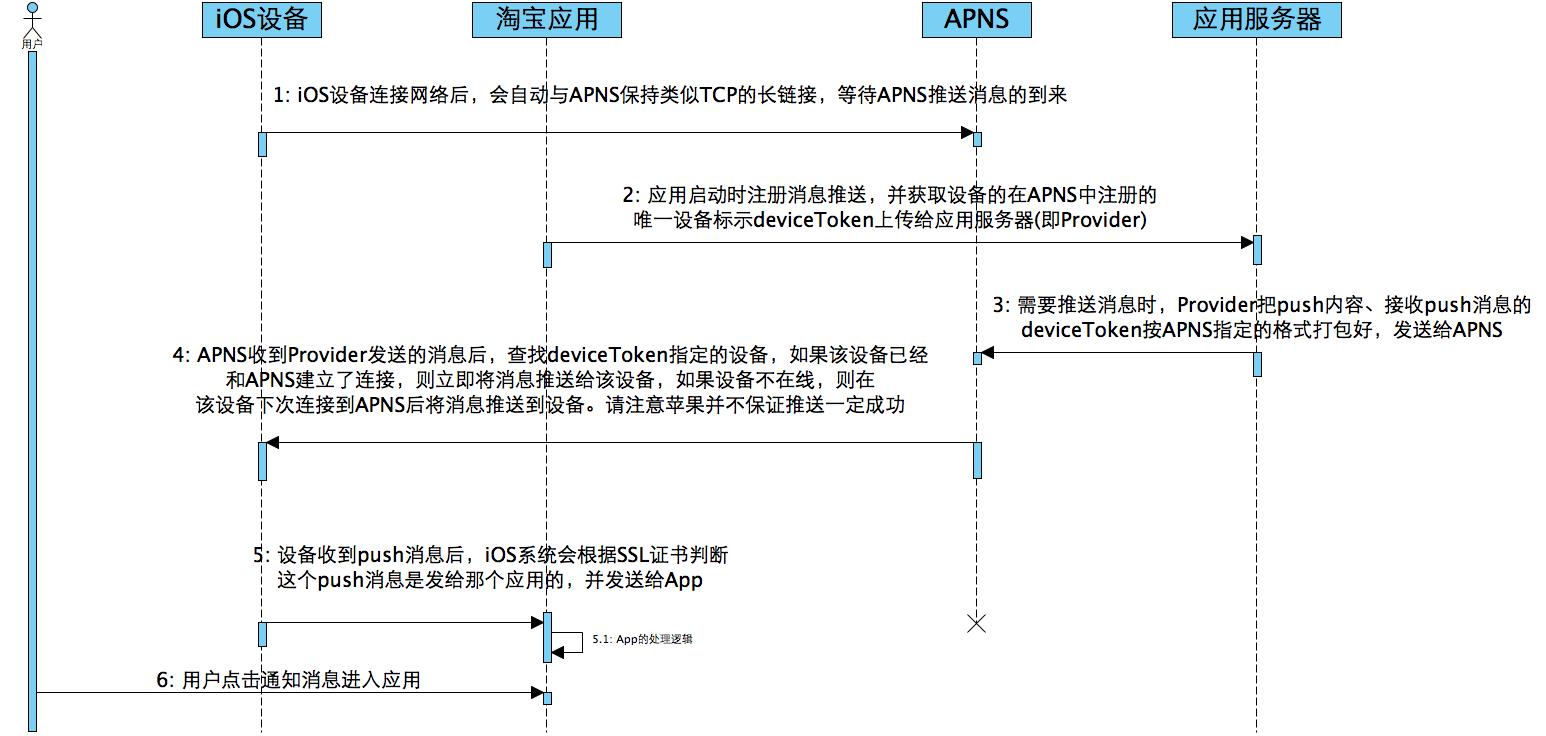 用户
iOS设备
淘宝应用
APNS
应用服务器
1: iOS设备连接网络后，会自动与APNS保持类似TCP的长链接，等待APNS推送消息的到来
2: 应用启动时注册消息推送，并获取设备的在APNS中注册的
唯一设备标示deviceToken上传给应用服务器(即Provider)
3: 需要推送消息时，Provider把push内容、接收push消息的
deviceToken按APNS指定的格式打包好，发送给APNS
4: APNS收到Provider发送的消息后，查找deviceToken指定的设备，如果该设备已经
和APNS建立了连接，则立即将消息推送给该设备，如果设备不在线，则在
该设备下次连接到APNS后将消息推送到设备。请注意苹果并不保证推送一定成功
5: 设备收到push消息后，iOS系统会根据SSL证书判断
这个push消息是发给那个应用的，并发送给App
5.1: App的处理逻辑
6: 用户点击通知消息进入应用